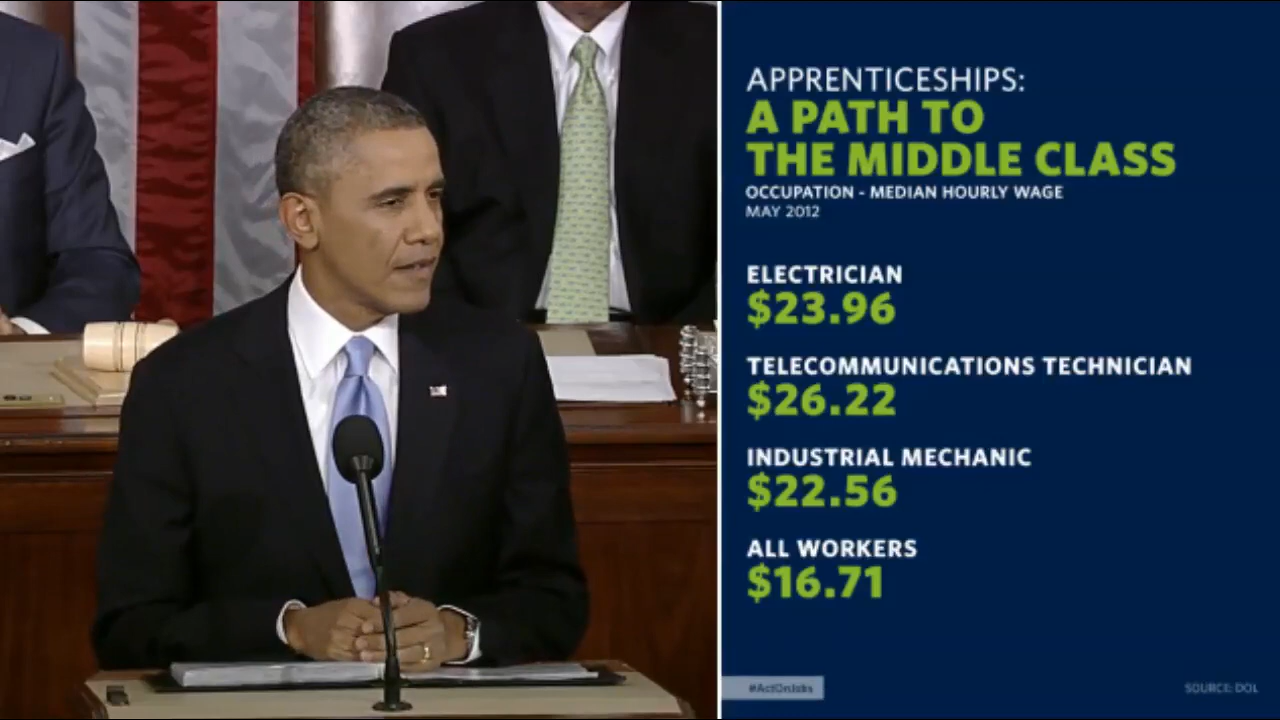 APPRENTICESHIPS:
A PATH TO
THE MIDDLE CLASS
OCCUPATION - MEDIAN HOURLY WAGE
MAY 2012
ELECTRICIAN
$23.96
TELECOMMUNICATIONS TECHNICIAN
$26.22
INDUSTRIAL MECHANIC
$22.56
ALL WORKERS
$16.71
#ActOnJobs
SOURCE: DOL